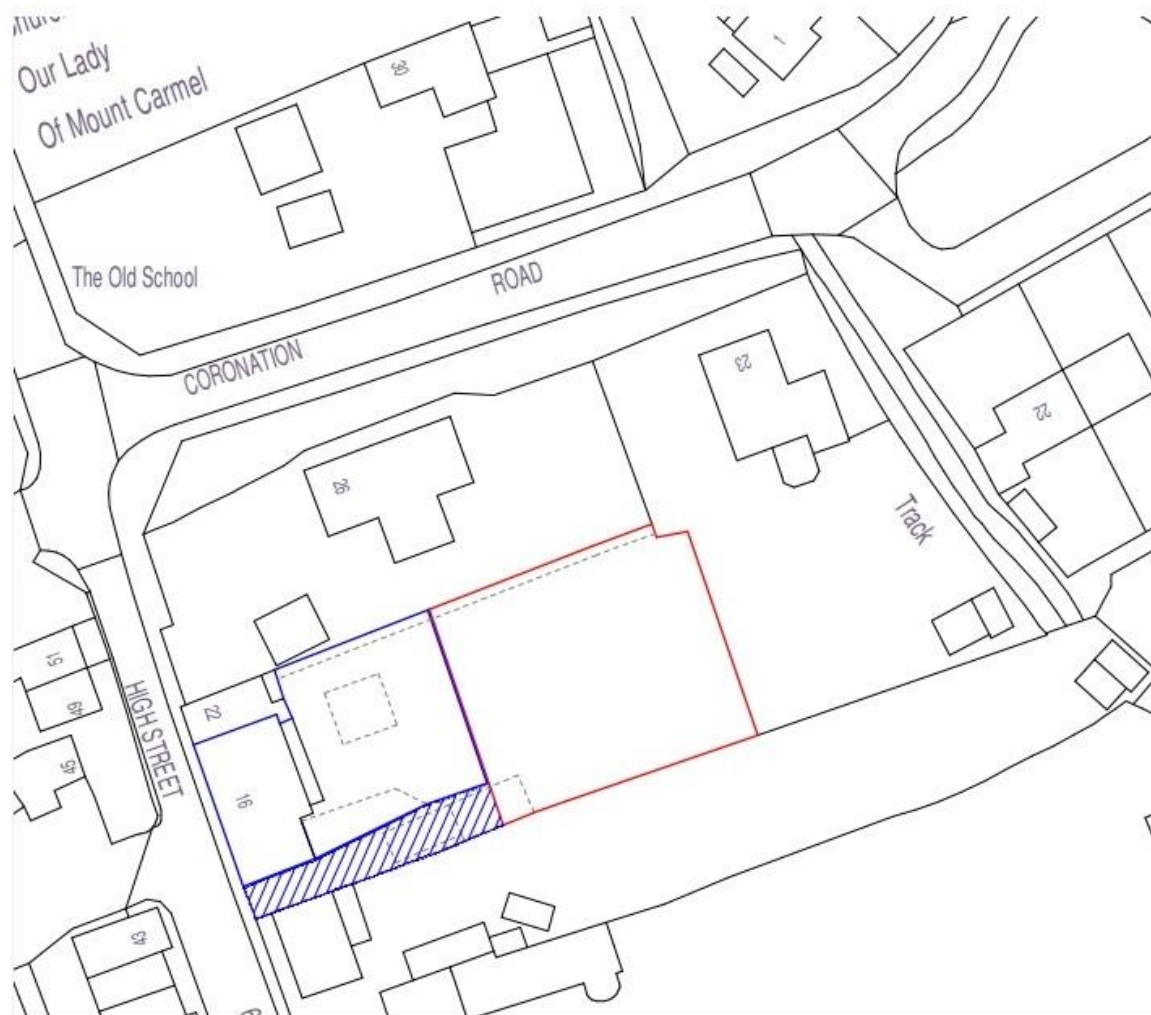 Our Lady
Of Mount Carmel
30
1
The Old School
ROAD
CORONATION
23
22
26
Track
51
49
45
HIGH STREET
22
16
43